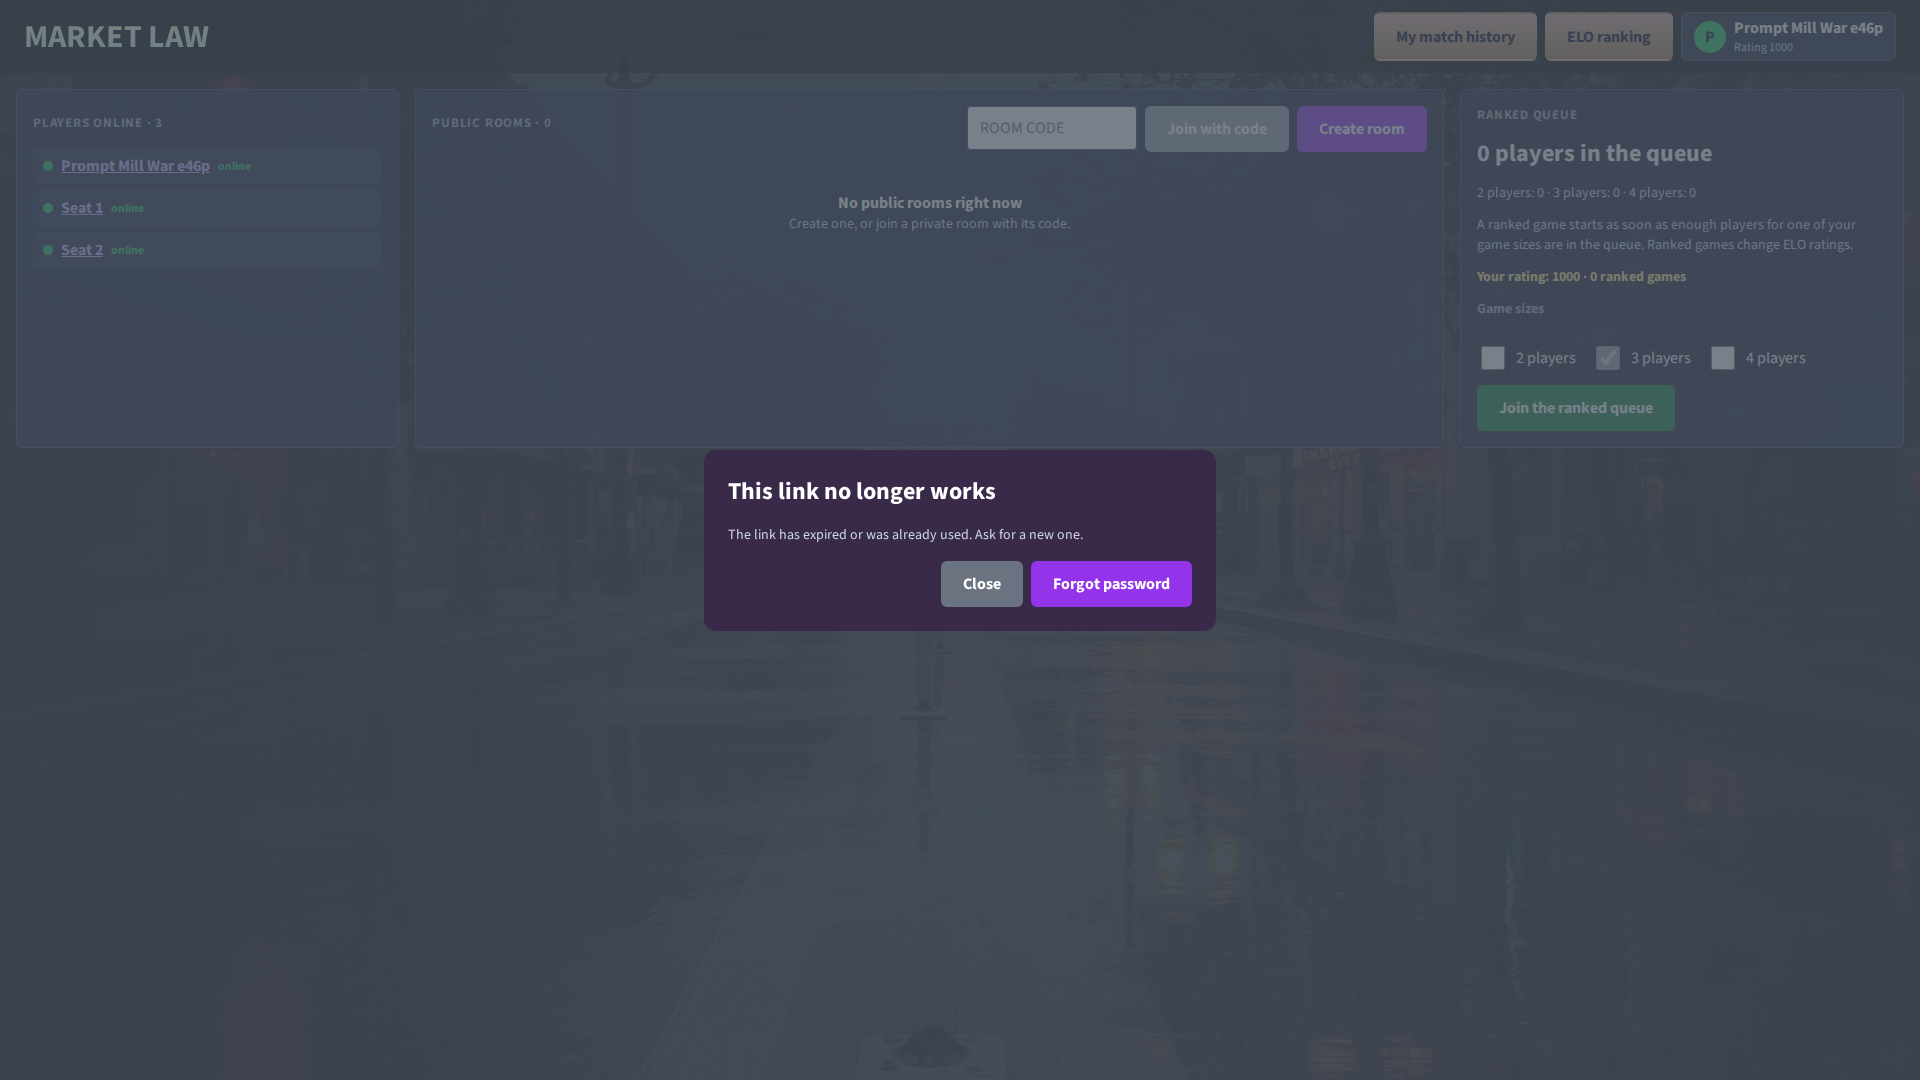 MARKET LAW
My match history
ELO ranking
P
Prompt Mill War e46p
Rating 1000
PLAYERS ONLINE · 3
Prompt Mill War e46p online
Seat 1 online
Seat 2 online
PUBLIC ROOMS · 0
ROOM CODE
Join with code
Create room
No public rooms right now
Create one, or join a private room with its code.
RANKED QUEUE
0 players in the queue
2 players: 0 · 3 players: 0 · 4 players: 0
A ranked game starts as soon as enough players for one of your
game sizes are in the queue. Ranked games change ELO ratings.
Your rating: 1000 · 0 ranked games
Game sizes
2 players
3 players
4 players
Join the ranked queue
This link no longer works
The link has expired or was already used. Ask for a new one.
Close
Forgot password